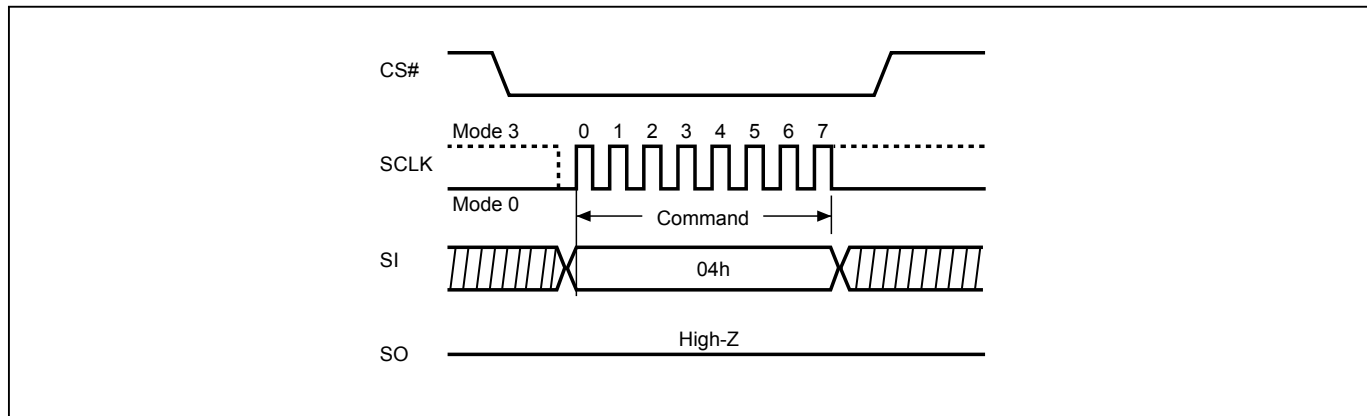 CS#
Mode 3 0 1 2 3 4 5 6 7
SCLK
Mode 0
Command
SI
04h
High-Z
SO